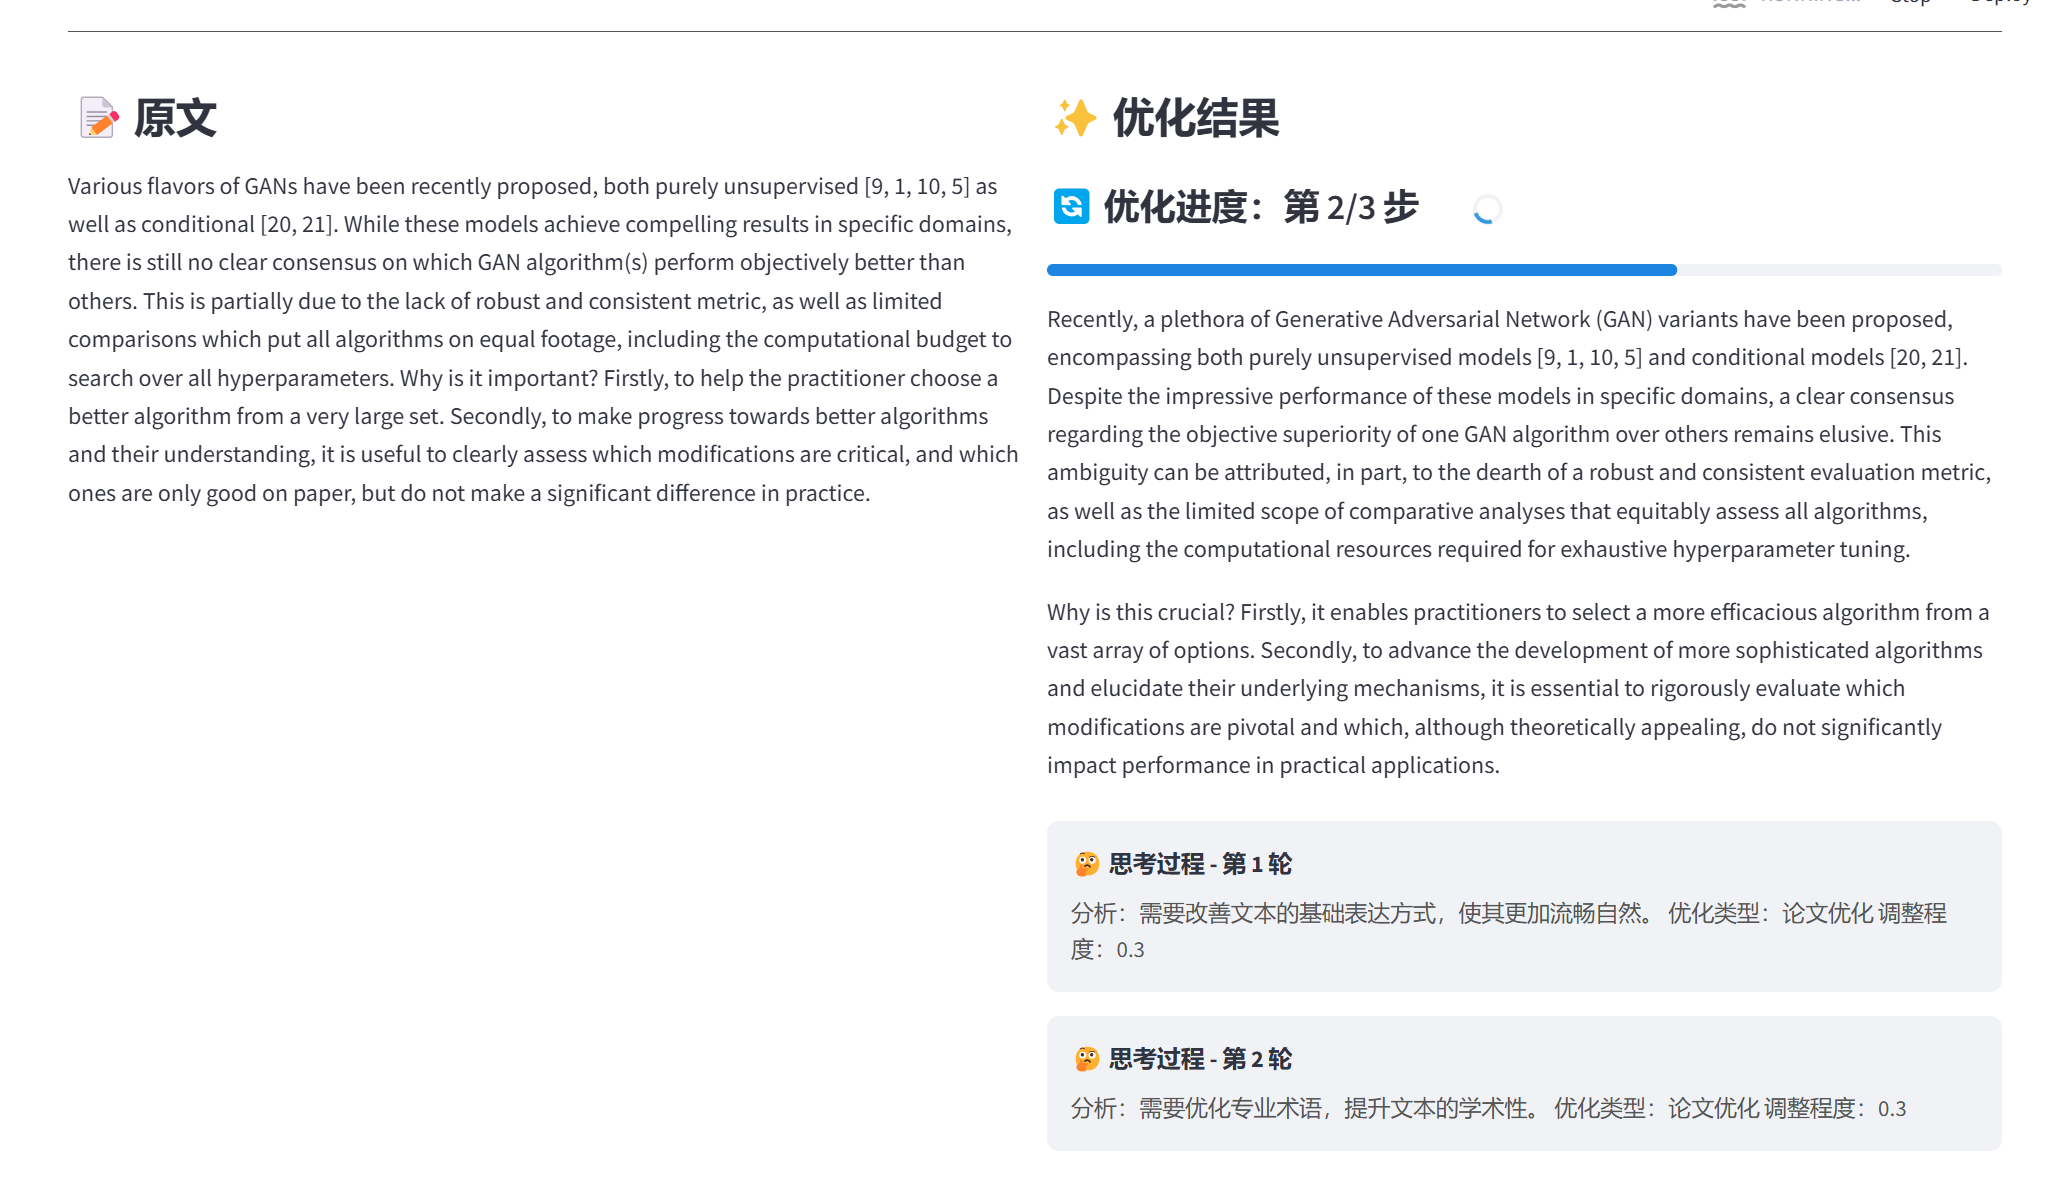 原文
Various flavors of GANs have been recently proposed, both purely unsupervised [9, 1, 10, 5] as
well as conditional [20, 21]. While these models achieve compelling results in specific domains,
there is still no clear consensus on which GAN algorithm(s) perform objectively better than
others. This is partially due to the lack of robust and consistent metric, as well as limited
comparisons which put all algorithms on equal footage, including the computational budget to
search over all hyperparameters. Why is it important? Firstly, to help the practitioner choose a
better algorithm from a very large set. Secondly, to make progress towards better algorithms
and their understanding, it is useful to clearly assess which modifications are critical, and which
ones are only good on paper, but do not make a significant difference in practice.
优化结果
优化进度：第 2/3 步
Recently, a plethora of Generative Adversarial Network (GAN) variants have been proposed,
encompassing both purely unsupervised models [9, 1, 10, 5] and conditional models [20, 21].
Despite the impressive performance of these models in specific domains, a clear consensus
regarding the objective superiority of one GAN algorithm over others remains elusive. This
ambiguity can be attributed, in part, to the dearth of a robust and consistent evaluation metric,
as well as the limited scope of comparative analyses that equitably assess all algorithms,
including the computational resources required for exhaustive hyperparameter tuning.
Why is this crucial? Firstly, it enables practitioners to select a more efficacious algorithm from a
vast array of options. Secondly, to advance the development of more sophisticated algorithms
and elucidate their underlying mechanisms, it is essential to rigorously evaluate which
modifications are pivotal and which, although theoretically appealing, do not significantly
impact performance in practical applications.
思考过程 - 第 1 轮
分析：需要改善文本的基础表达方式，使其更加流畅自然。 优化类型：论文优化 调整程
度：0.3
思考过程 - 第 2 轮
分析：需要优化专业术语，提升文本的学术性。 优化类型：论文优化 调整程度：0.3